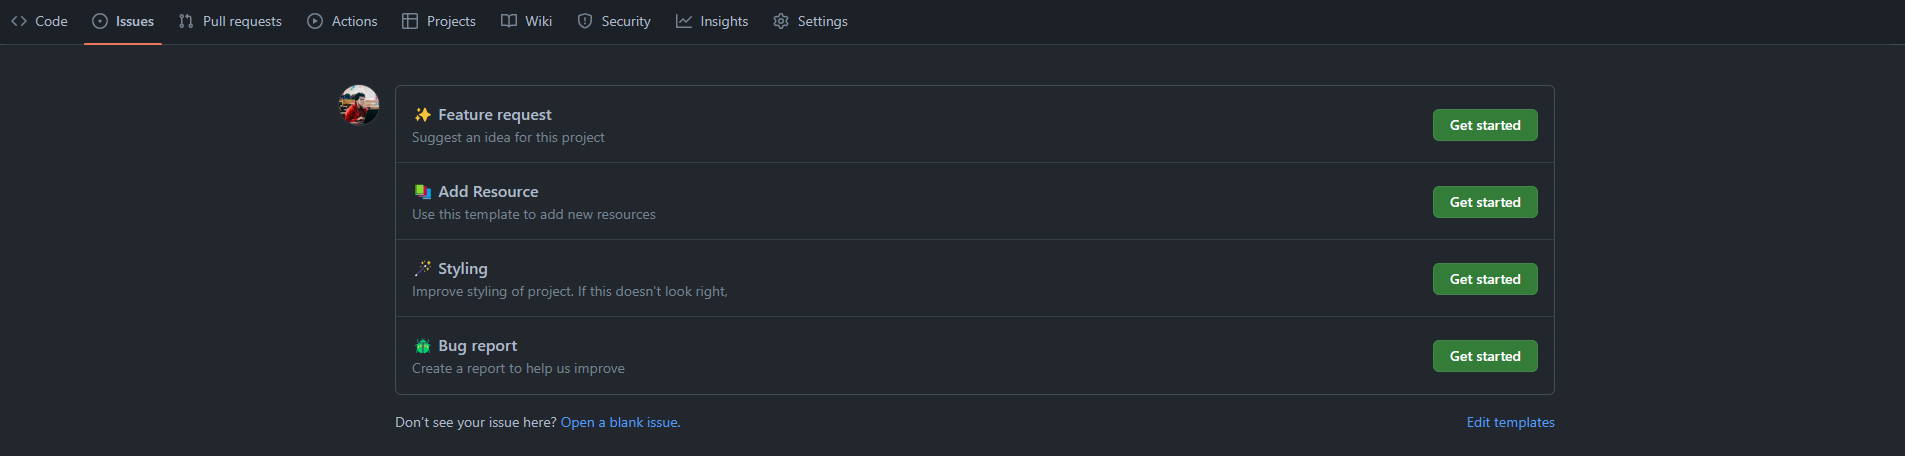 Code Issues Pull requests Actions Projects Wiki Security Insights Settings
Feature request
Suggest an idea for this project
Get started
Add Resource
Use this template to add new resources
Get started
Styling
Improve styling of project. If this doesn't look right,
Get started
Bug report
Create a report to help us improve
Get started
Don’t see your issue here? Open a blank issue.
Edit templates